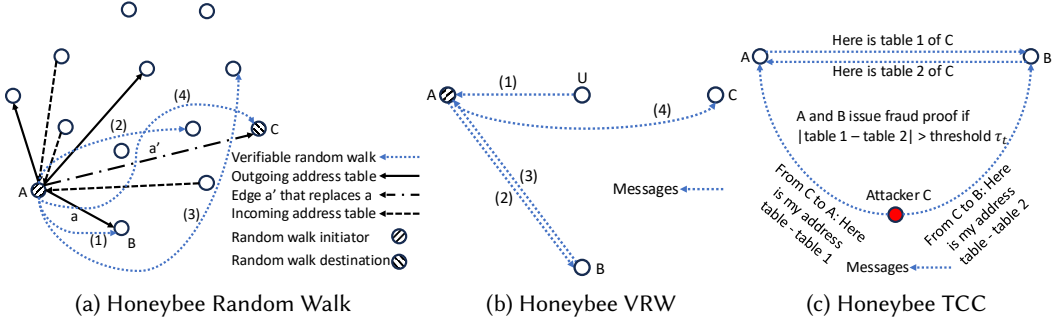 (4)
(2)
C
a'
Verifiable random walk
Outgoing address table
Edge a' that replaces a
Incoming address table
Random walk initiator
Random walk destination
A
a
(3)
(1)
B
(a) Honeybee Random Walk
U
(1)
A
C
(4)
(3)
(2)
Messages
B
(b) Honeybee VRW
Here is table 1 of C
A
B
Here is table 2 of C
A and B issue fraud proof if
|table 1 – table 2| > threshold τt.
Attacker C
From C to A: Here
is my address
table - table 1
From C to B: Here
is my address
table - table 2
Messages
(c) Honeybee TCC